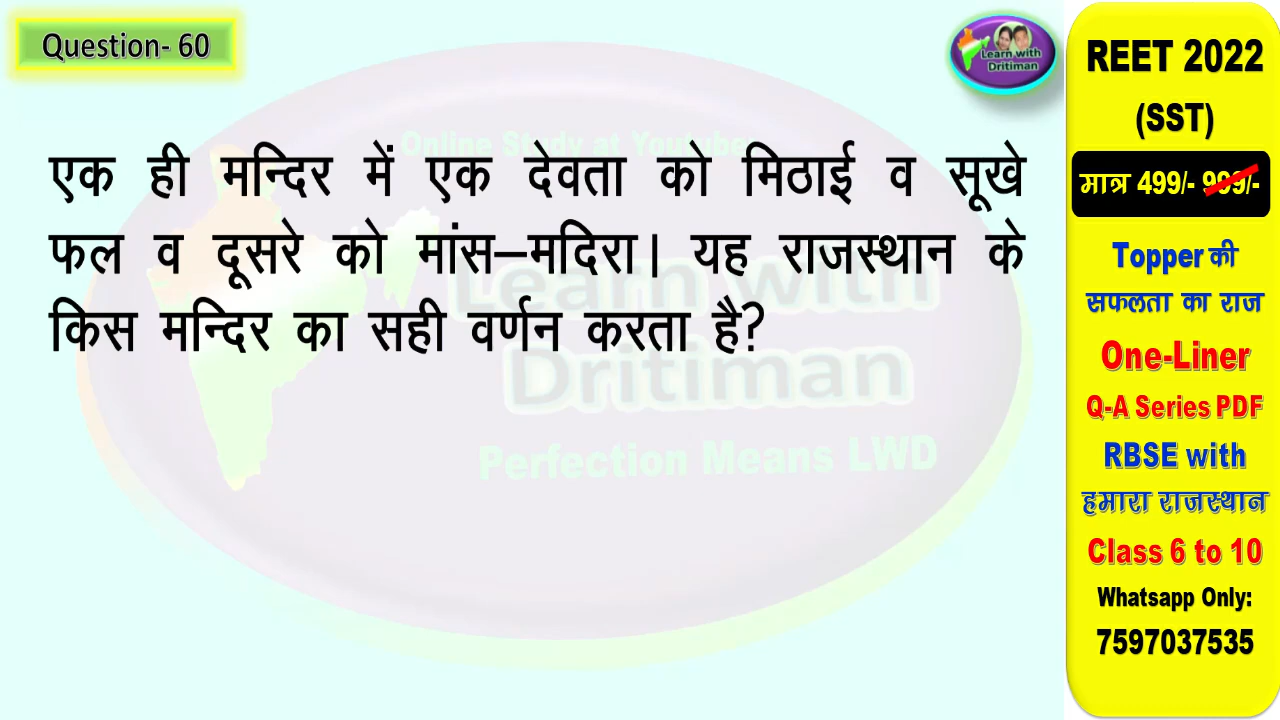 Question- 60
Learn with
Dritiman
Online Study at Youtube
एक ही मन्दिर में एक देवता को मिठाई व सूखे
फल व दूसरे को मांस–मदिरा। यह राजस्थान के
किस मन्दिर का सही वर्णन करता है?
Learn with
Dritiman
Perfection Means LWD
REET 2022
(SST)
मात्र 499/- 999/-
Topper की
सफलता का राज
One-Liner
Q-A Series PDF
RBSE with
हमारा राजस्थान
Class 6 to 10
Whatsapp Only:
7597037535